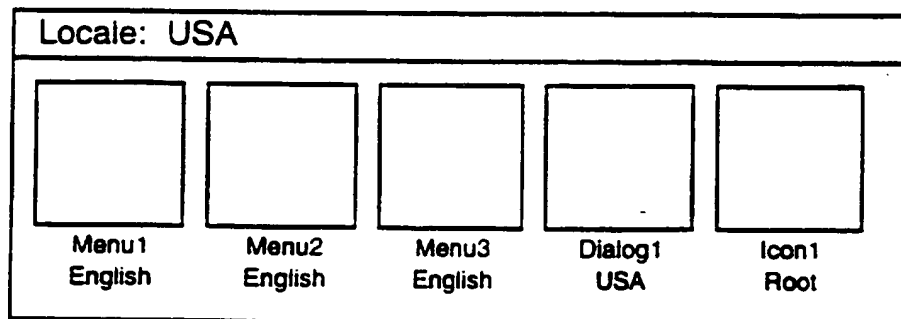 Locale: USA
Menu1 Menu2 Menu3 Dialog1 Icon1
English English English USA Root